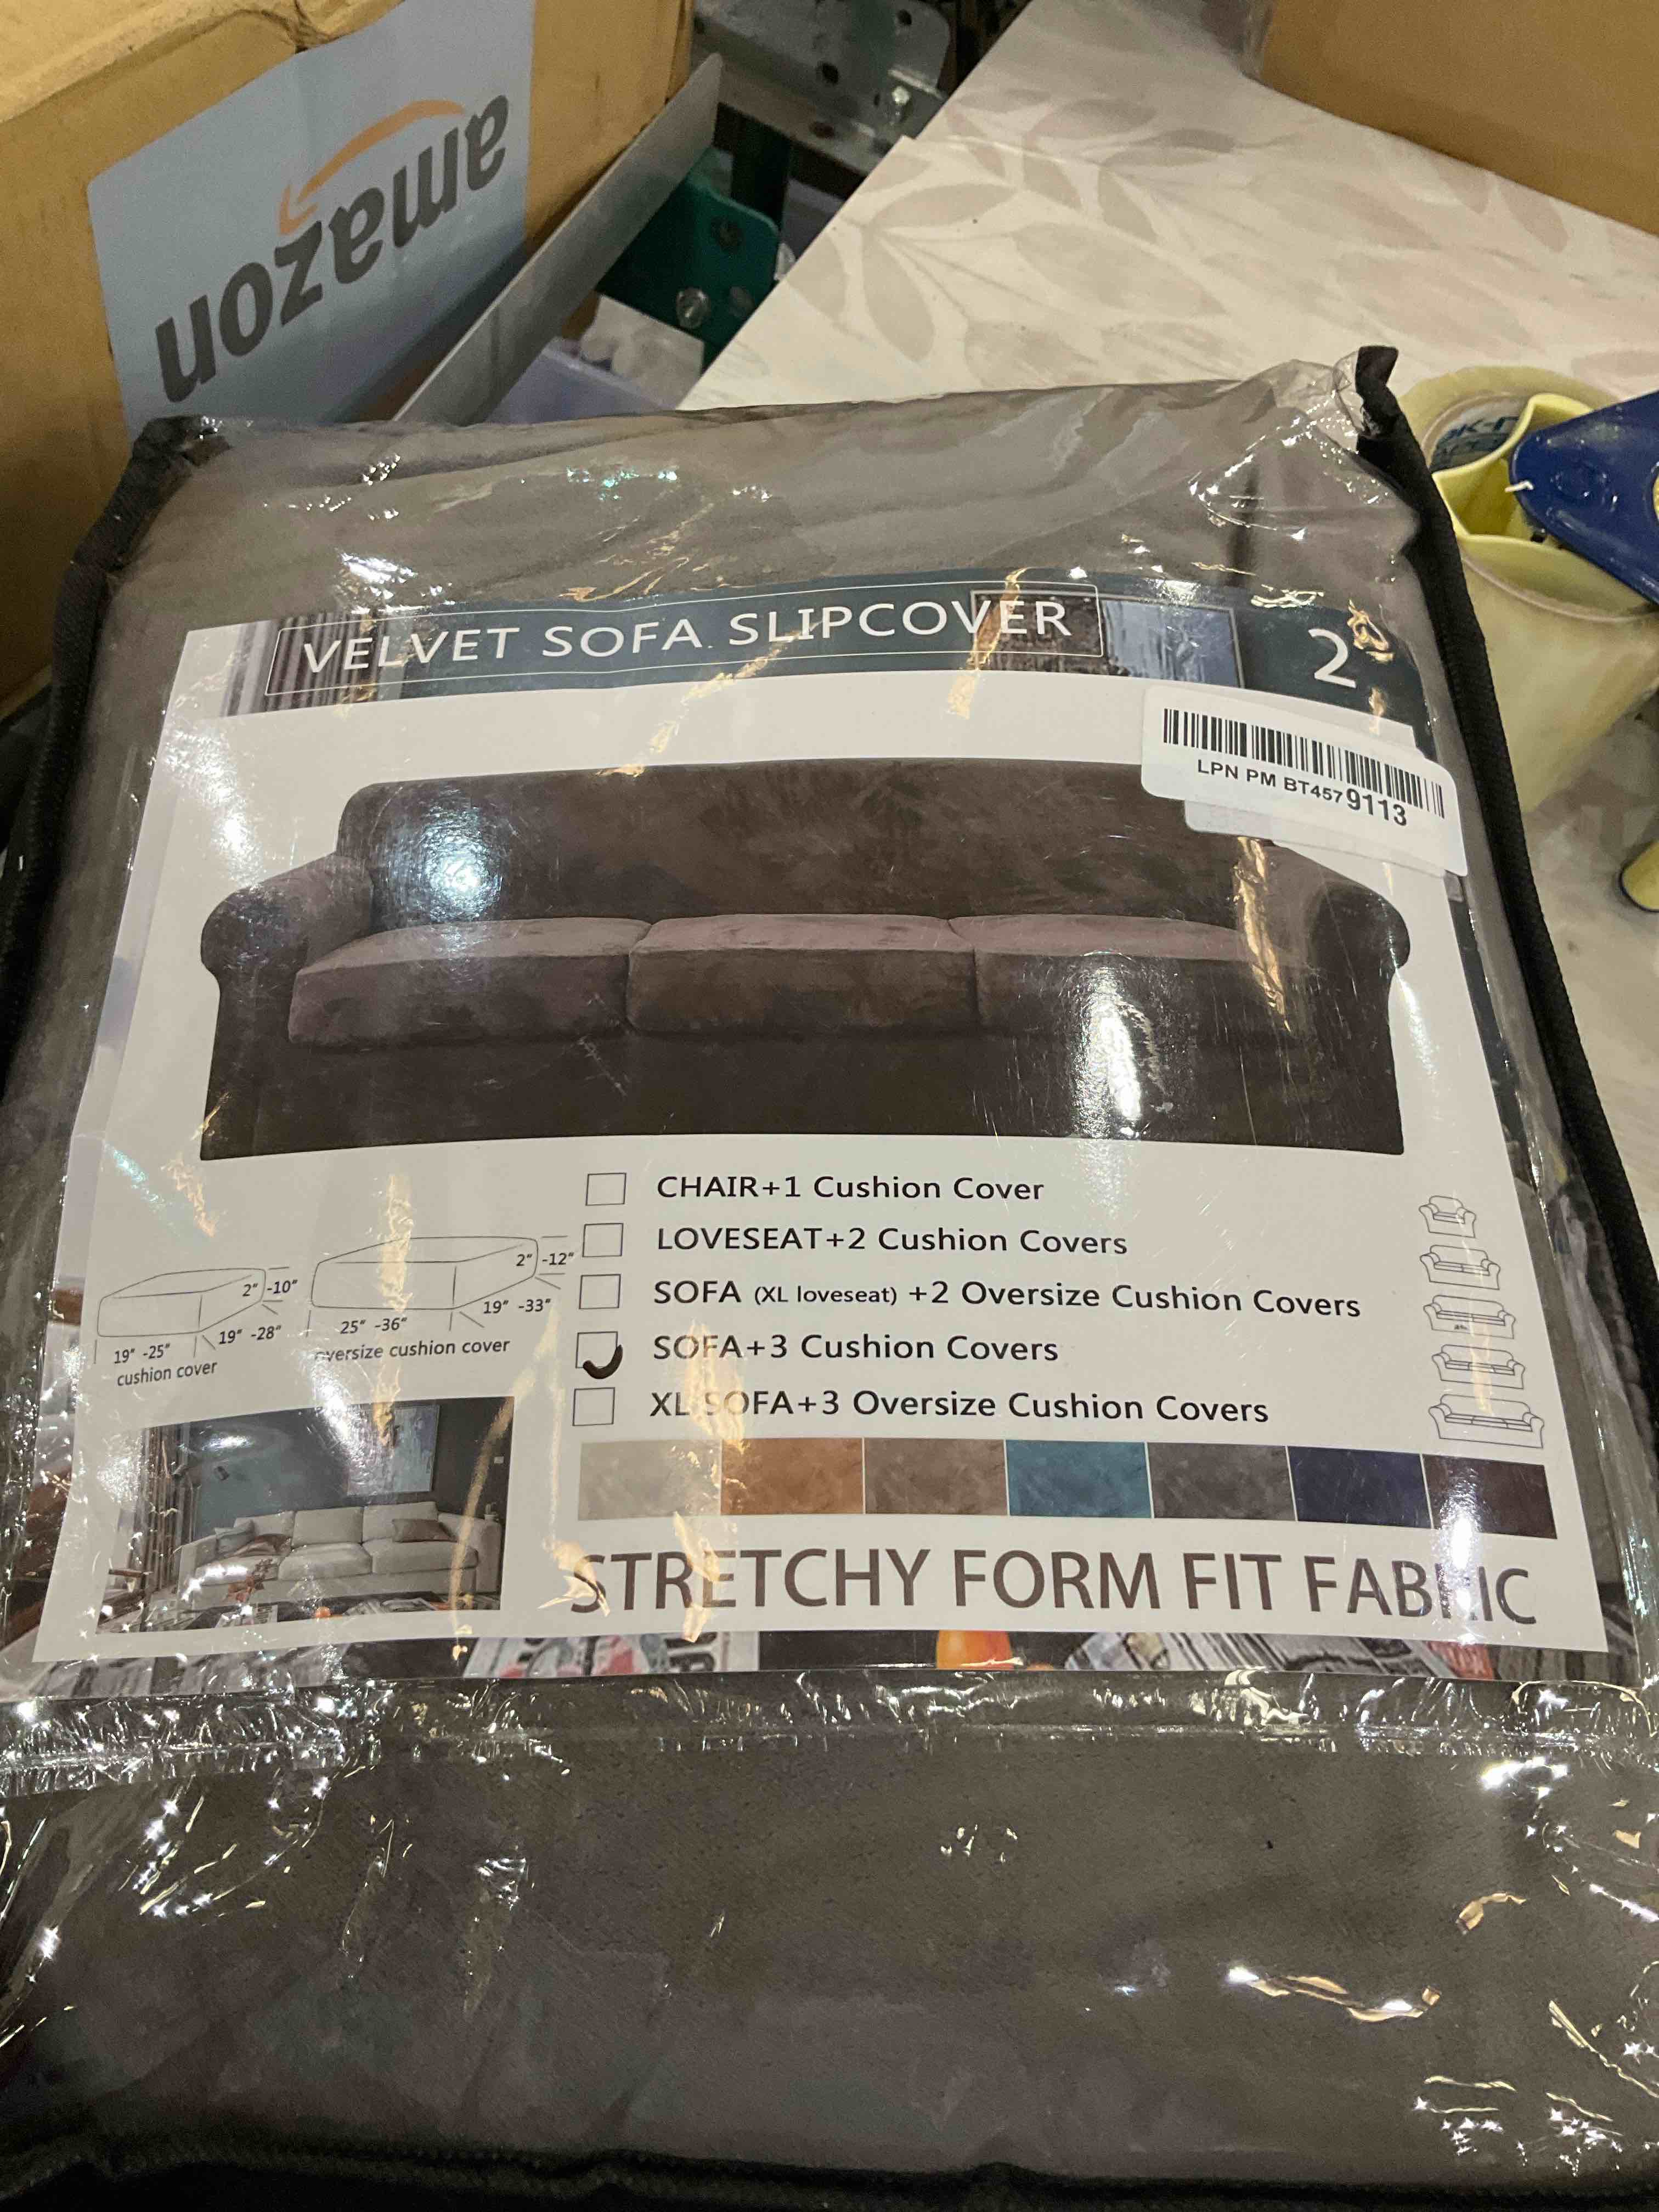 amazon
VELVET SOFA SLIPCOVER
2
LPN PM BT4579113
CHAIR+1 Cushion Cover
LOVESEAT+2 Cushion Covers
SOFA (XL loveseat) +2 Oversize Cushion Covers
SOFA+3 Cushion Covers
XL SOFA+3 Oversize Cushion Covers
2" -10"
19" -28"
19" -25"
cushion cover
2" -12"
19" -33"
25" -36"
oversize cushion cover
STRETCHY FORM FIT FABRIC